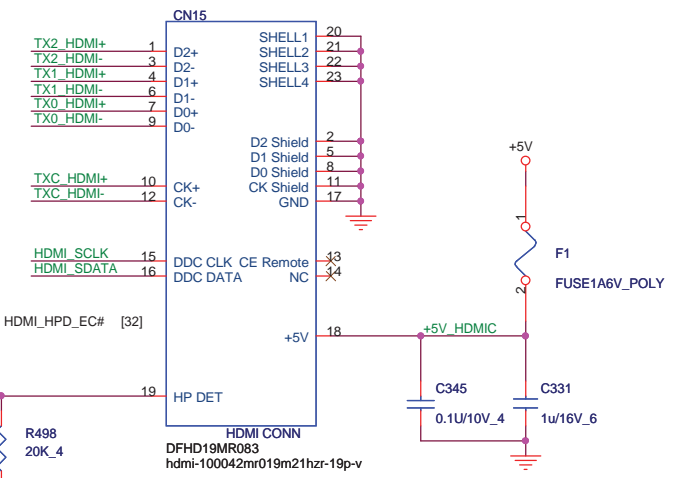 CN15
TX2_HDMI+ 1 D2+ SHELL1 20
TX2_HDMI- 3 D2- SHELL2 21
TX1_HDMI+ 4 D1+ SHELL3 22
TX1_HDMI- 6 D1- SHELL4 23
TX0_HDMI+ 7 D0+
TX0_HDMI- 9 D0-
D2 Shield 2
D1 Shield 5
D0 Shield 8
TXC_HDMI+ 10 CK+ CK Shield 11
TXC_HDMI- 12 CK- GND 17
HDMI_SCLK 15 DDC CLK CE Remote 13
HDMI_SDATA 16 DDC DATA NC 14
HDMI_HPD_EC# [32]
+5V 18 +5V_HDMIC
19 HP DET
HDMI CONN
DFHD19MR083
hdmi-100042mr019m21hzr-19p-v
R498
20K_4
+5V
1
F1
FUSE1A6V_POLY
2
C345
0.1U/10V_4
C331
1u/16V_6